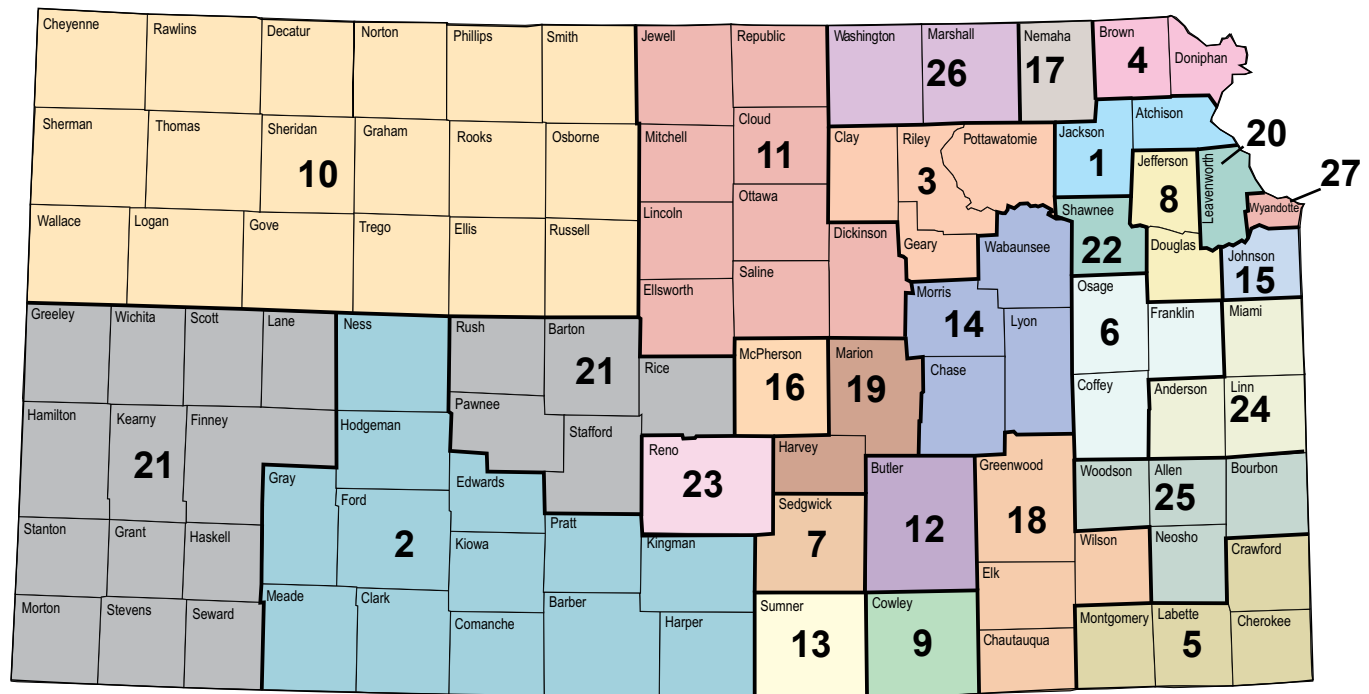 Cheyenne
Rawlins
Decatur
Norton
Phillips
Smith
Jewell
Republic
Washington
Marshall
Nemaha
Brown
Doniphan
26
17
4
Sherman
Thomas
Sheridan
Graham
Rooks
Osborne
Mitchell
Cloud
Clay
Riley
Pottawatomie
Jackson
Atchison
20
10
11
3
1
Jefferson
Leavenworth
27
8
Wallace
Logan
Gove
Trego
Ellis
Russell
Lincoln
Ottawa
Dickinson
Geary
Wabaunsee
Shawnee
Wyandotte
22
Douglas
Johnson
15
Ellsworth
Saline
Morris
14
Lyon
Osage
6
Franklin
Miami
Greeley
Wichita
Scott
Lane
Ness
Rush
Barton
21
Rice
McPherson
16
Marion
19
Chase
Coffey
Anderson
Linn
24
Hamilton
Kearny
21
Finney
Hodgeman
Pawnee
Stafford
Reno
23
Harvey
Butler
12
Greenwood
18
Woodson
Allen
25
Bourbon
Gray
Ford
2
Edwards
Sedgwick
7
Stanton
Grant
Haskell
Kiowa
Pratt
Kingman
Wilson
Neosho
Crawford
Elk
Morton
Stevens
Seward
Meade
Clark
Comanche
Barber
Harper
Sumner
13
Cowley
9
Chautauqua
Montgomery
Labette
5
Cherokee